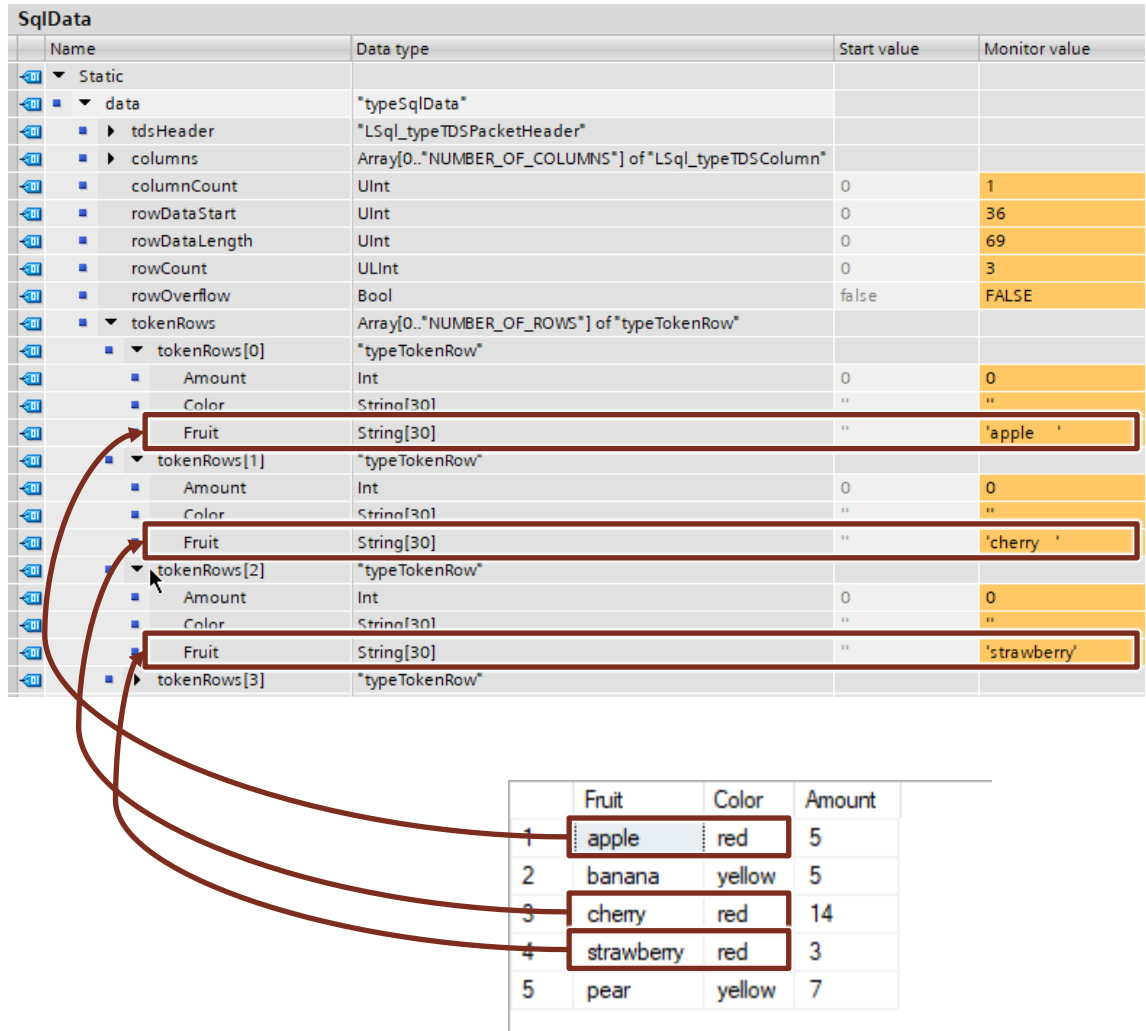 SqlData
Name Data type Start value Monitor value
Static
data "typeSqlData"
tdsHeader "LSql_typeTDSPacketHeader"
columns Array[0.."NUMBER_OF_COLUMNS"] of "LSql_typeTDSColumn"
columnCount UInt 0 1
rowDataStart UInt 0 36
rowDataLength UInt 0 69
rowCount ULInt 0 3
rowOverflow Bool false FALSE
tokenRows Array[0.."NUMBER_OF_ROWS"] of "typeTokenRow"
tokenRows[0] "typeTokenRow"
Amount Int 0 0
Color String[30] '' ''
Fruit String[30] '' 'apple     '
tokenRows[1] "typeTokenRow"
Amount Int 0 0
Color String[30] '' ''
Fruit String[30] '' 'cherry    '
tokenRows[2] "typeTokenRow"
Amount Int 0 0
Color String[30] '' ''
Fruit String[30] '' 'strawberry'
tokenRows[3] "typeTokenRow"
Fruit Color Amount
1 apple red 5
2 banana yellow 5
3 cherry red 14
4 strawberry red 3
5 pear yellow 7